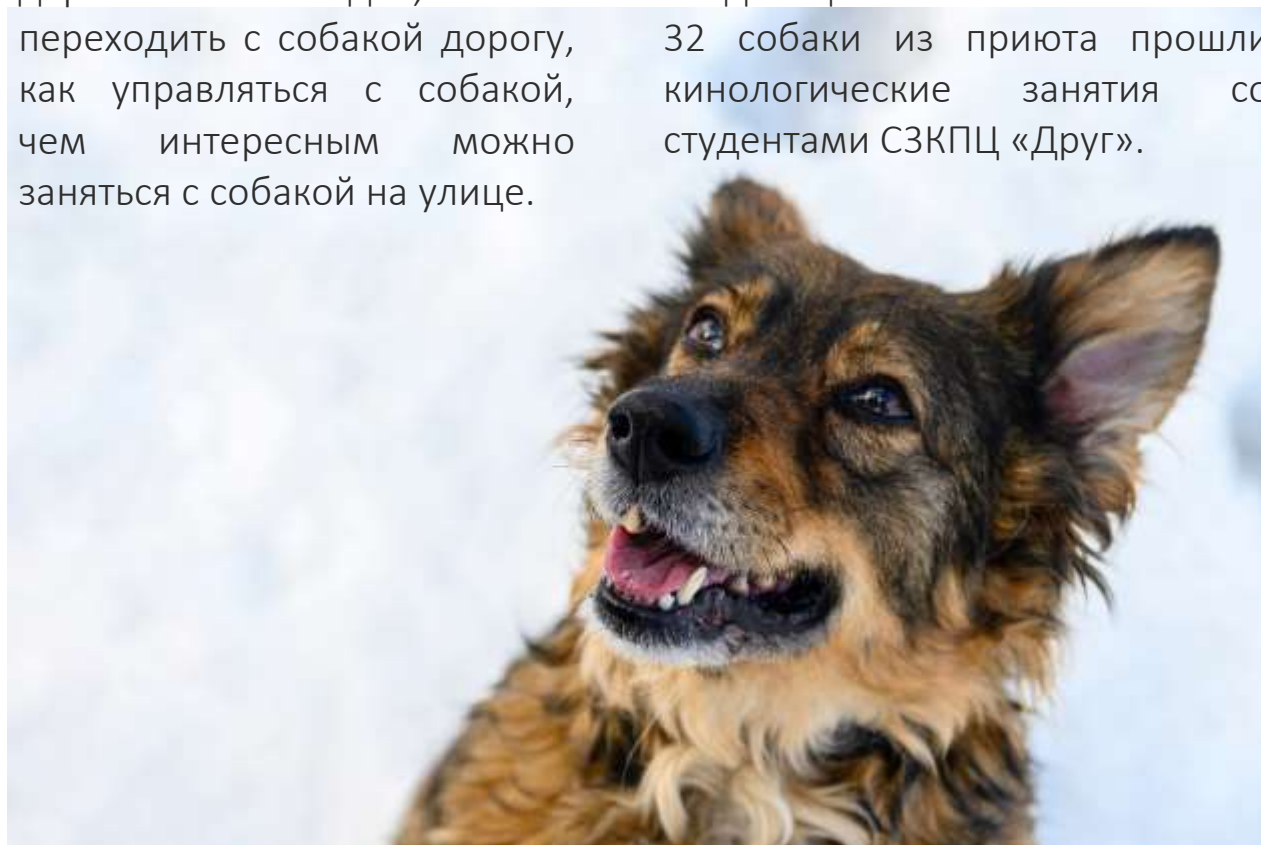 переходить с собакой дорогу,
как управляться с собакой,
чем интересным можно
заняться с собакой на улице.
32 собаки из приюта прошли
кинологические занятия со
студентами СЗКПЦ «Друг».